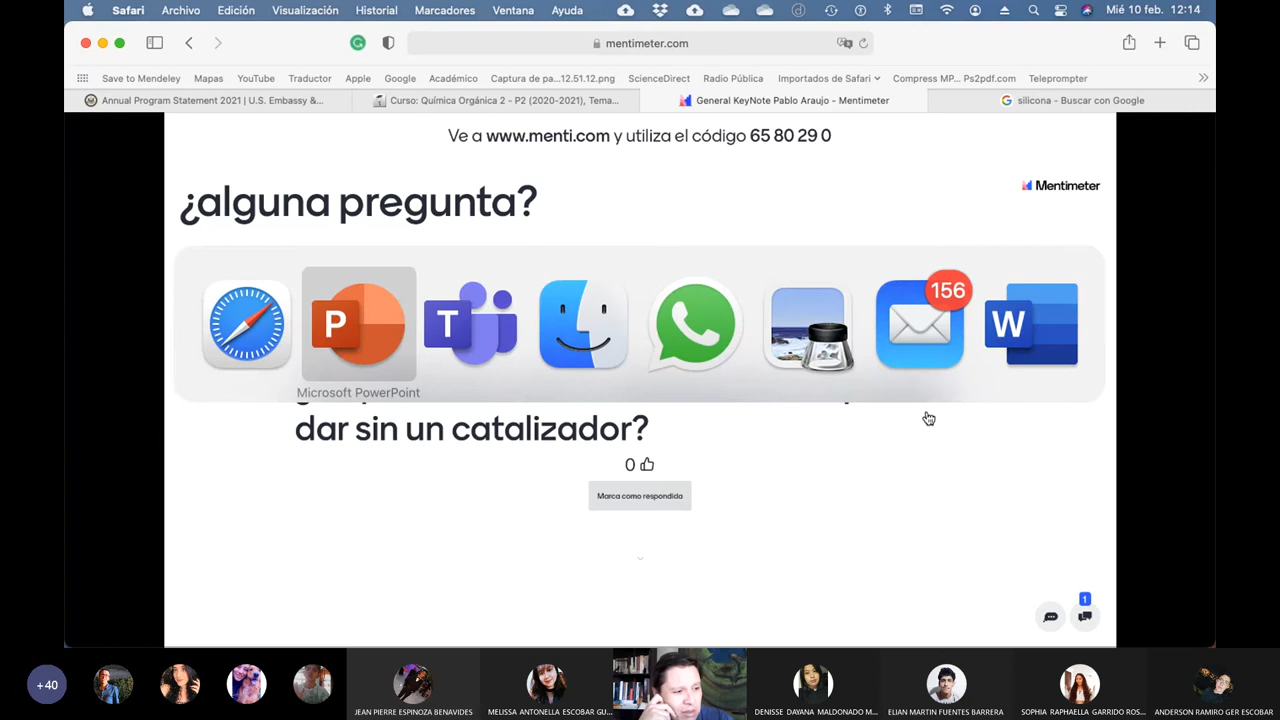 Safari Archivo Edición Visualización Historial Marcadores Ventana Ayuda Mié 10 feb. 12:14
mentimeter.com
Save to Mendeley Mapas YouTube Traductor Apple Google Académico Captura de pa...12.51.12.png ScienceDirect Radio Pública Importados de Safari Compress MP... Ps2pdf.com Teleprompter
Annual Program Statement 2021 | U.S. Embassy &... Curso: Química Orgánica 2 - P2 (2020-2021), Tema... General KeyNote Pablo Araujo - Mentimeter silicona - Buscar con Google
Ve a www.menti.com y utiliza el código 65 80 29 0
Mentimeter
¿alguna pregunta?
156
P
T
W
Microsoft PowerPoint
dar sin un catalizador?
0
Marca como respondida
1
+40
JEAN PIERRE ESPINOZA BENAVIDES MELISSA ANTONELLA ESCOBAR GU... DENISSE DAYANA MALDONADO M... ELIAN MARTIN FUENTES BARRERA SOPHIA RAPHAELLA GARRIDO ROS... ANDERSON RAMIRO GER ESCOBAR